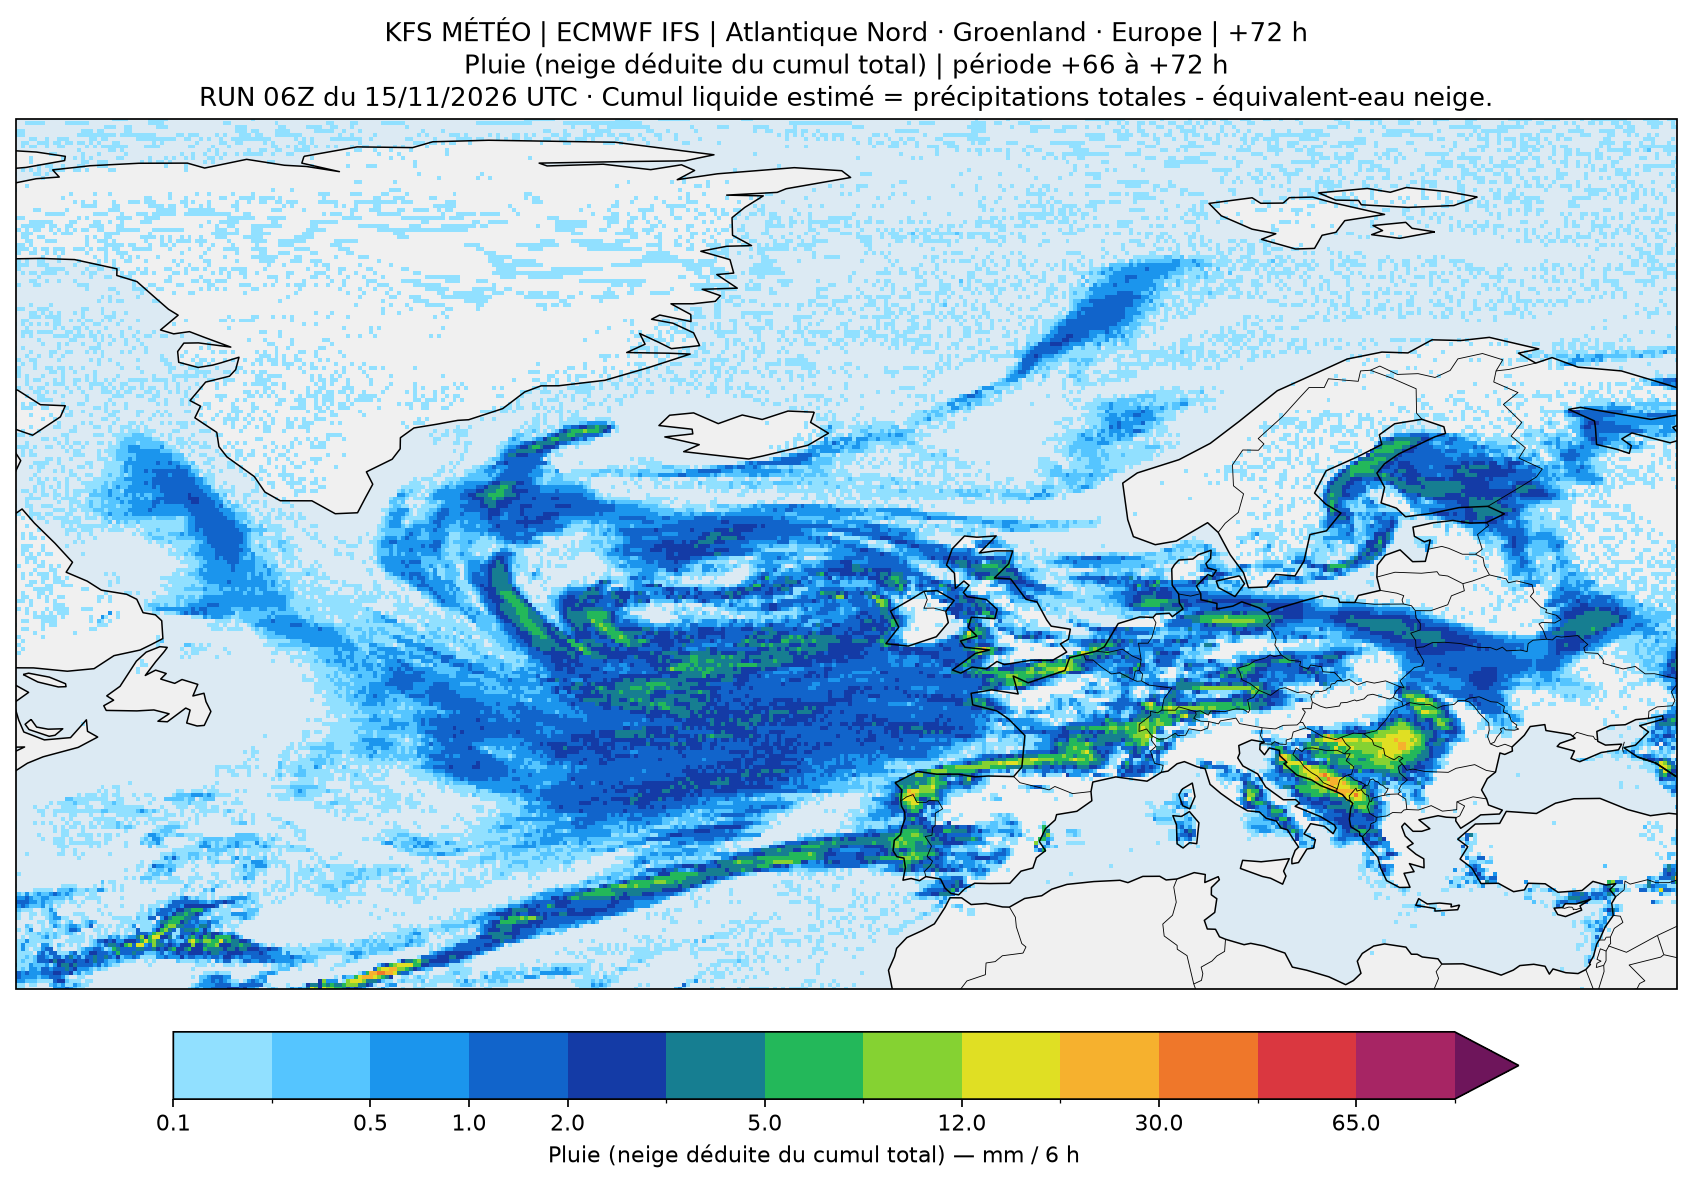 KFS MÉTÉO | ECMWF IFS | Atlantique Nord · Groenland · Europe | +72 h
Pluie (neige déduite du cumul total) | période +66 à +72 h
RUN 06Z du 15/11/2026 UTC · Cumul liquide estimé = précipitations totales - équivalent-eau neige.
0.1 0.5 1.0 2.0 5.0 12.0 30.0 65.0
Pluie (neige déduite du cumul total) — mm / 6 h